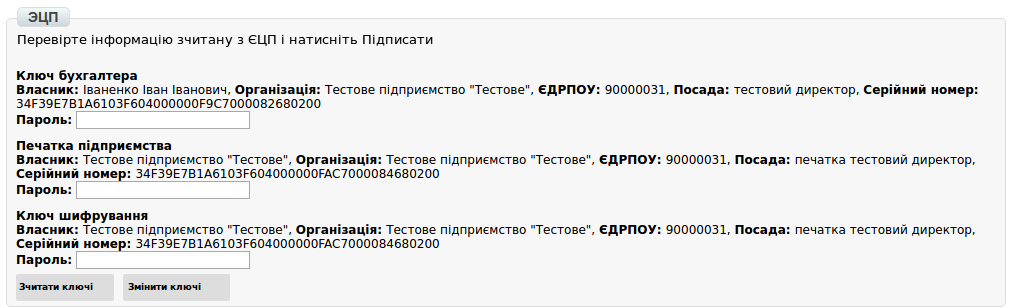 ЭЦП
Перевірте інформацію зчитану з ЄЦП і натисніть Підписати
Ключ бухгалтера
Власник: Іваненко Іван Іванович, Організація: Тестове підприємство "Тестове", ЄДРПОУ: 90000031, Посада: тестовий директор, Серійний номер:
34F39E7B1A6103F604000000F9C7000082680200
Пароль:
Печатка підприємства
Власник: Тестове підприємство "Тестове", Організація: Тестове підприємство "Тестове", ЄДРПОУ: 90000031, Посада: печатка тестовий директор,
Серійний номер: 34F39E7B1A6103F604000000FAC7000084680200
Пароль:
Ключ шифрування
Власник: Тестове підприємство "Тестове", Організація: Тестове підприємство "Тестове", ЄДРПОУ: 90000031, Посада: печатка тестовий директор,
Серійний номер: 34F39E7B1A6103F604000000FAC7000084680200
Пароль:
Зчитати ключі Змінити ключі